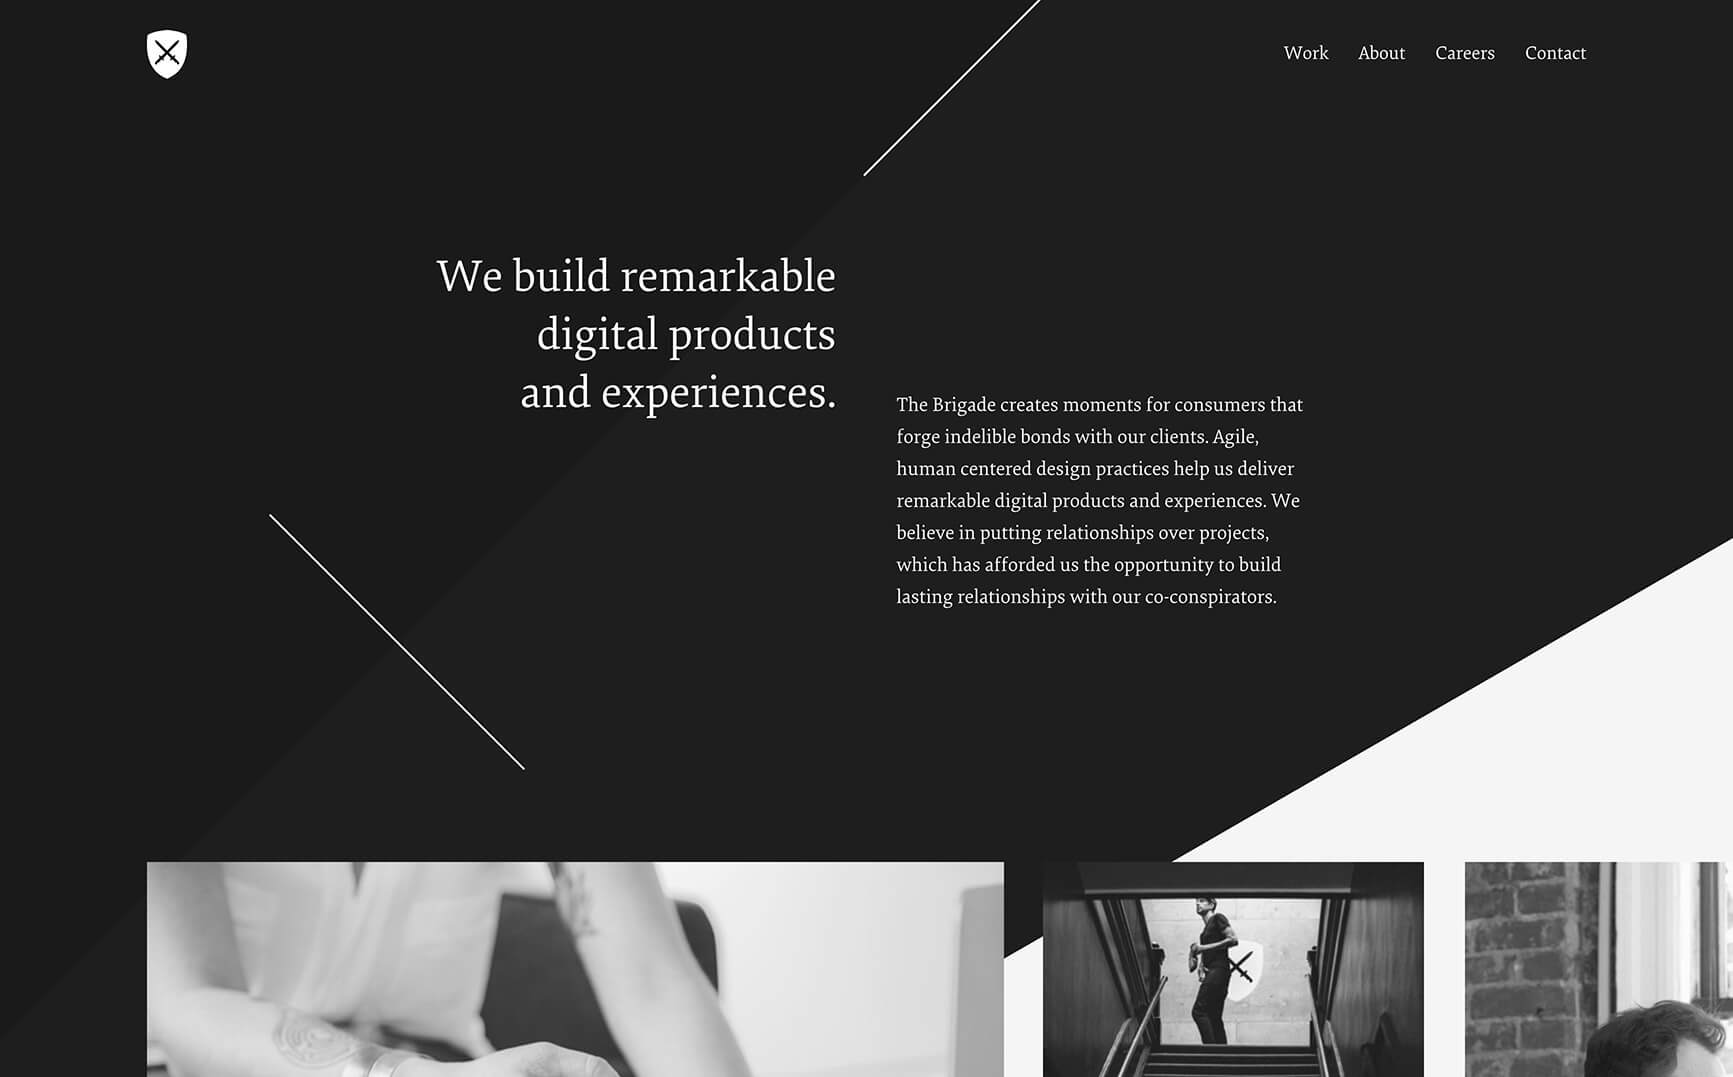 Work About Careers Contact
We build remarkable
digital products
and experiences.
The Brigade creates moments for consumers that
forge indelible bonds with our clients. Agile,
human centered design practices help us deliver
remarkable digital products and experiences. We
believe in putting relationships over projects,
which has afforded us the opportunity to build
lasting relationships with our co-conspirators.